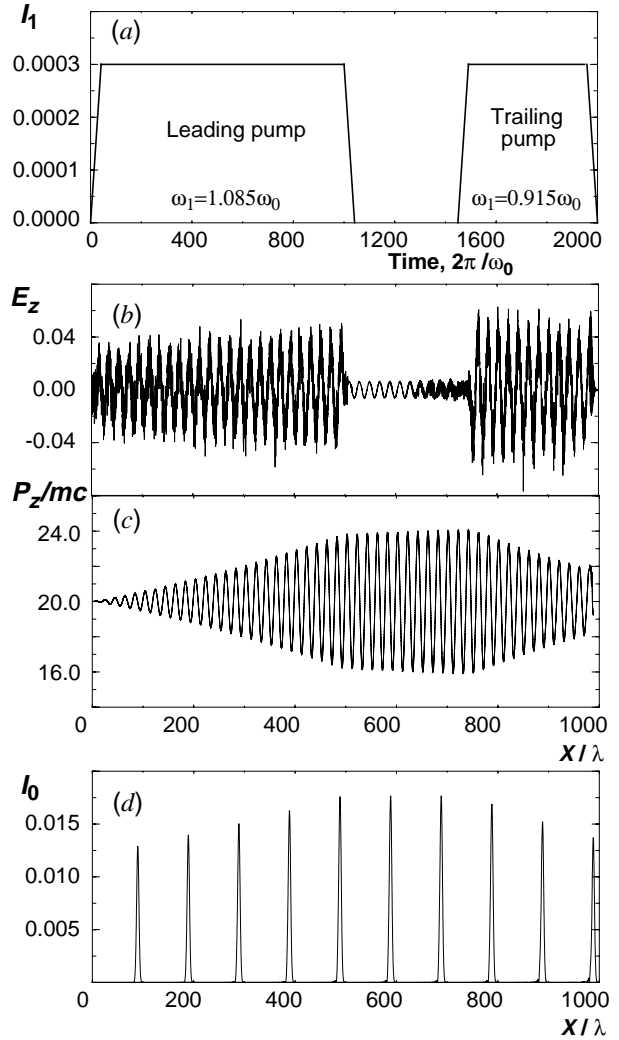 I1
(a)
0.0003
0.0002
0.0001
0.0000
Leading pump
Trailing
pump
ω1=1.085ω0
ω1=0.915ω0
0 400 800 1200 1600 2000
Time, 2π /ω0
Ez
(b)
0.04
0.00
-0.04
Pz/mc
(c)
24.0
20.0
16.0
0 200 400 600 800 1000
X / λ
I0
(d)
0.015
0.010
0.005
0 200 400 600 800 1000
X / λ